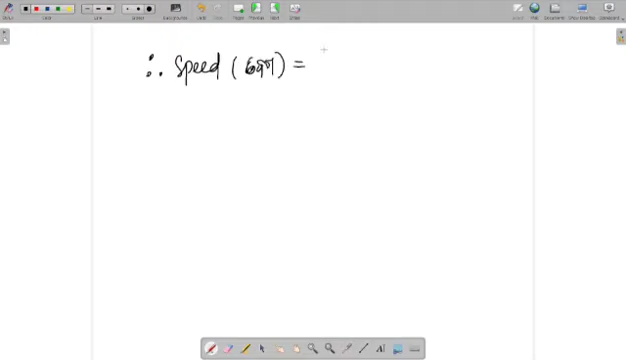 ∴ Speed (বেগ) =